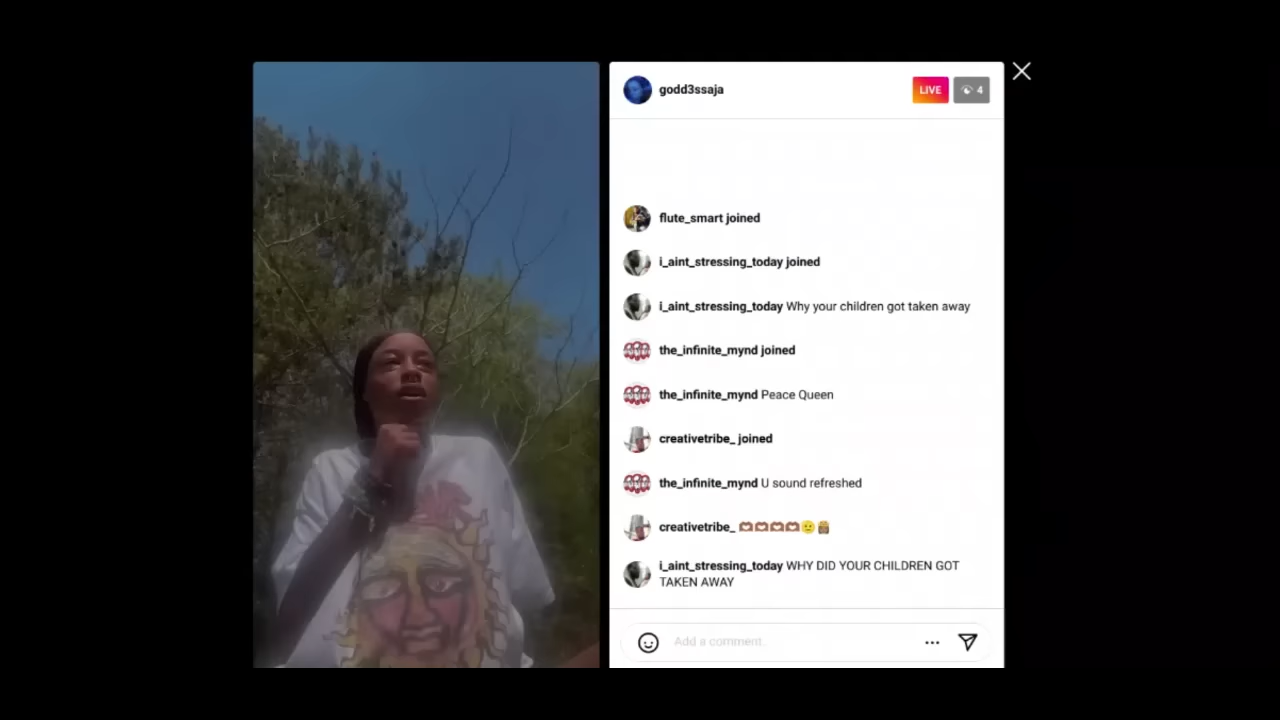 godd3ssaja
LIVE
4
flute_smart joined
i_aint_stressing_today joined
i_aint_stressing_today Why your children got taken away
the_infinite_mynd joined
the_infinite_mynd Peace Queen
creativetribe_ joined
the_infinite_mynd U sound refreshed
creativetribe_ 
i_aint_stressing_today WHY DID YOUR CHILDREN GOT
TAKEN AWAY
Add a comment.